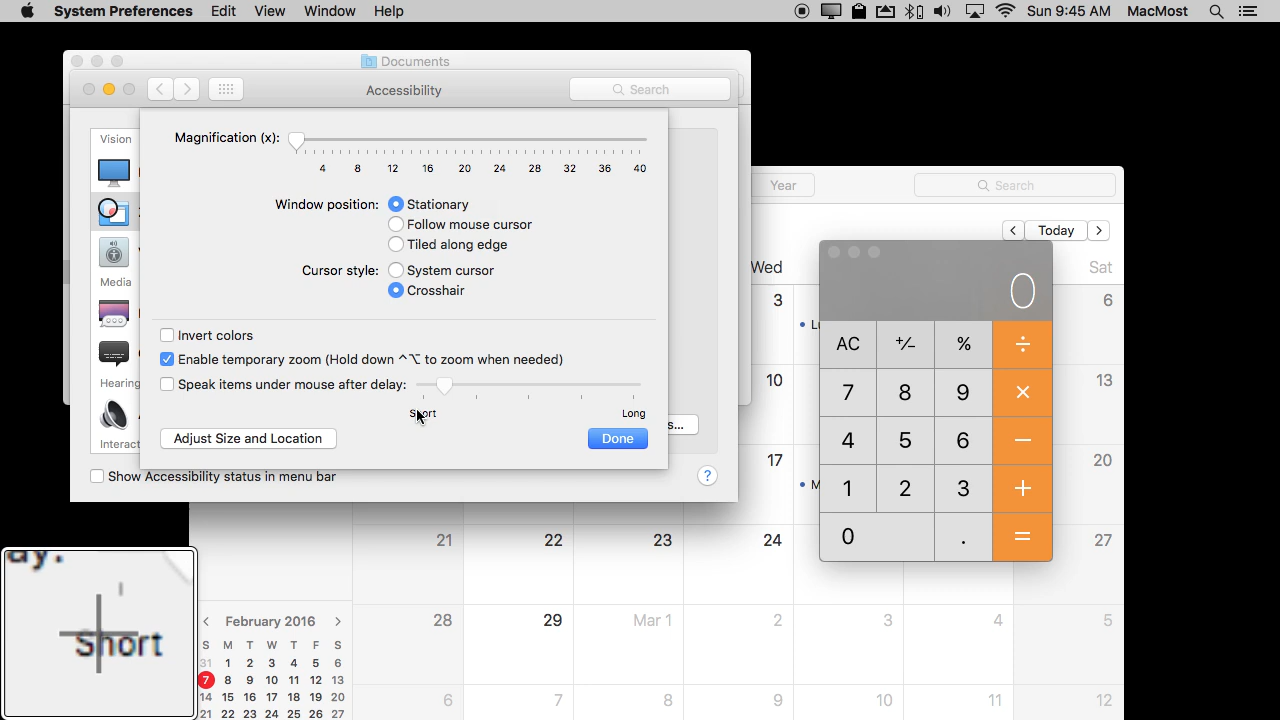 System Preferences Edit View Window Help Sun 9:45 AM MacMost
Documents
Accessibility
Search
Vision
Media
Hearing
Interact
Magnification (x):
4 8 12 16 20 24 28 32 36 40
Window position: Stationary
Follow mouse cursor
Tiled along edge
Cursor style: System cursor
Crosshair
Invert colors
Enable temporary zoom (Hold down ^⌥ to zoom when needed)
Speak items under mouse after delay:
Short Long
Adjust Size and Location Done
s...
Show Accessibility status in menu bar ?
Year Search
< Today >
Wed Sat
3 6
10 13
17 20
21 22 23 24 27
28 29 Mar 1 2 3 4 5
6 7 8 9 10 11 12
0
AC +/− % ÷
7 8 9 ×
4 5 6 −
1 2 3 +
0 . =
ay:
Short
< February 2016 >
S M T W T F S
31 1 2 3 4 5 6
7 8 9 10 11 12 13
14 15 16 17 18 19 20
21 22 23 24 25 26 27